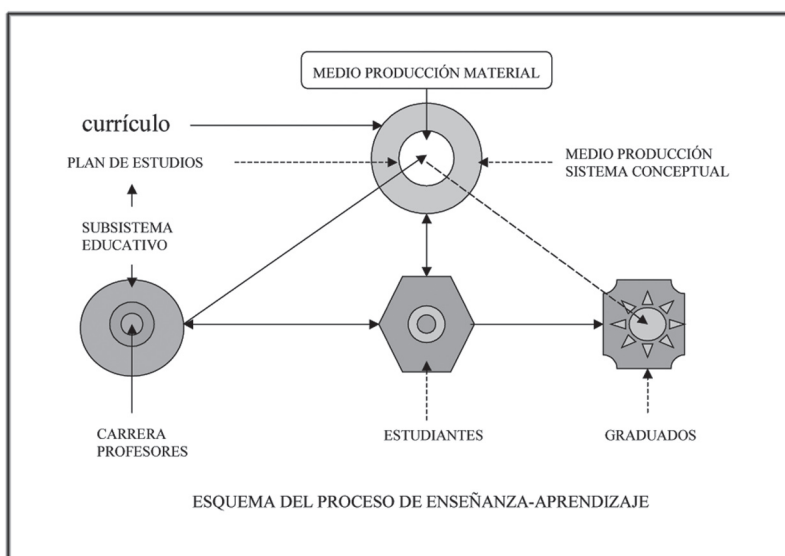 MEDIO PRODUCCIÓN MATERIAL
currículo
PLAN DE ESTUDIOS
MEDIO PRODUCCIÓN
SISTEMA CONCEPTUAL
SUBSISTEMA
EDUCATIVO
CARRERA
PROFESORES
ESTUDIANTES
GRADUADOS
ESQUEMA DEL PROCESO DE ENSEÑANZA-APRENDIZAJE